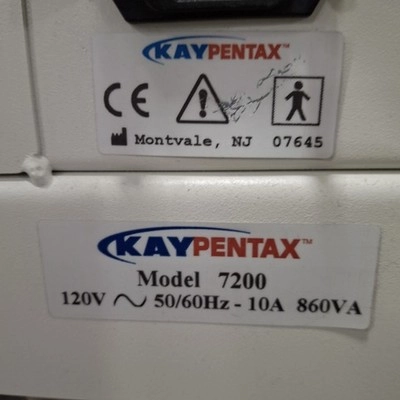 KAYPENTAX™
CE
Montvale, NJ 07645
KAYPENTAX™
Model 7200
120V ~ 50/60Hz - 10A 860VA